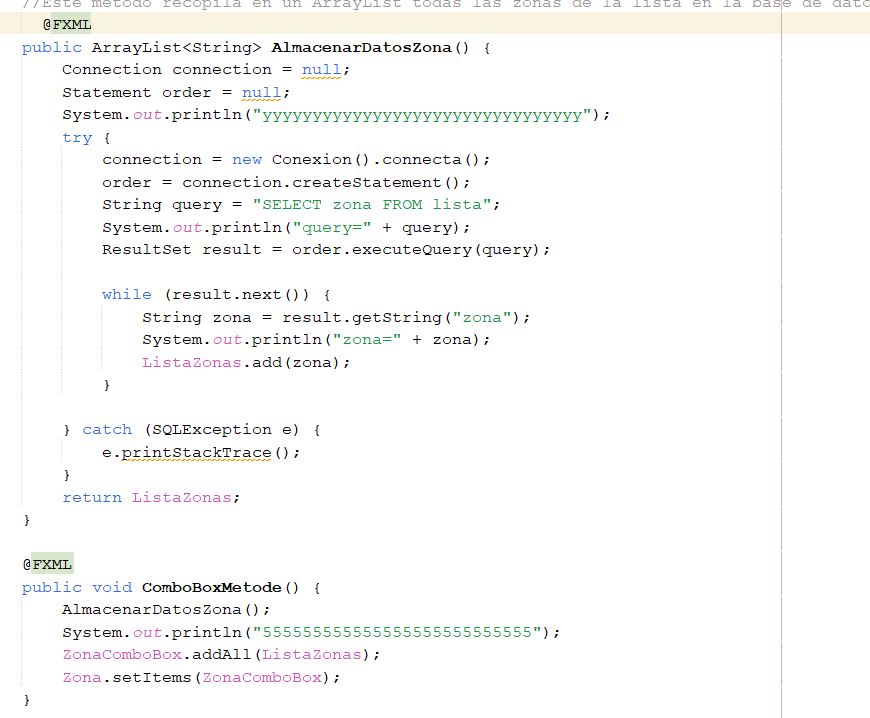 //Este metodo recopila en un ArrayList todas las zonas de la lista en la base de dato
@FXML
public ArrayList<String> AlmacenarDatosZona() {
Connection connection = null;
Statement order = null;
System.out.println("yyyyyyyyyyyyyyyyyyyyyyyyyyyyyyyy");
try {
connection = new Conexion().connecta();
order = connection.createStatement();
String query = "SELECT zona FROM lista";
System.out.println("query=" + query);
ResultSet result = order.executeQuery(query);
while (result.next()) {
String zona = result.getString("zona");
System.out.println("zona=" + zona);
ListaZonas.add(zona);
}
} catch (SQLException e) {
e.printStackTrace();
}
return ListaZonas;
}
@FXML
public void ComboBoxMetode() {
AlmacenarDatosZona();
System.out.println("555555555555555555555555555");
ZonaComboBox.addAll(ListaZonas);
Zona.setItems(ZonaComboBox);
}